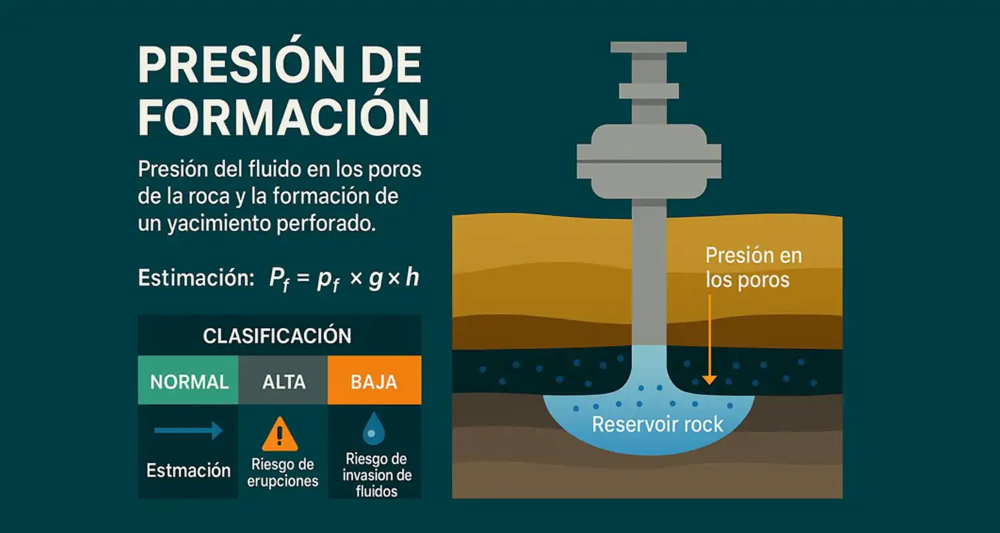 PRESIÓN DE
FORMACIÓN
Presión del fluido en los poros
de la roca y la formación de
un yacimiento perforado.
Estimación: P_f = p_f × g × h
CLASIFICACIÓN
NORMAL
ALTA
BAJA
Estmación
Riesgo de
erupciones
Riesgo de
invasion de
fluidos
Presión en
los poros
Reservoir rock